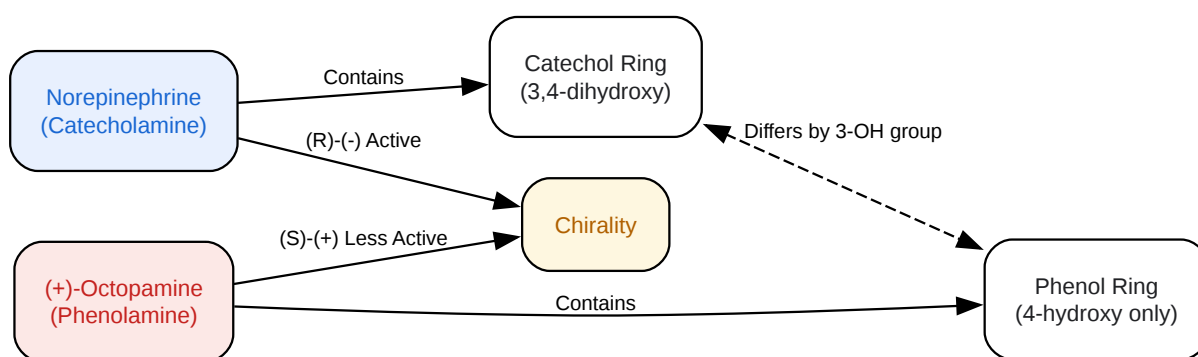 Norepinephrine
(Catecholamine)
Contains
Catechol Ring
(3,4-dihydroxy)
(R)-(-) Active
Differs by 3-OH group
Chirality
(S)-(+) Less Active
(+)-Octopamine
(Phenolamine)
Contains
Phenol Ring
(4-hydroxy only)